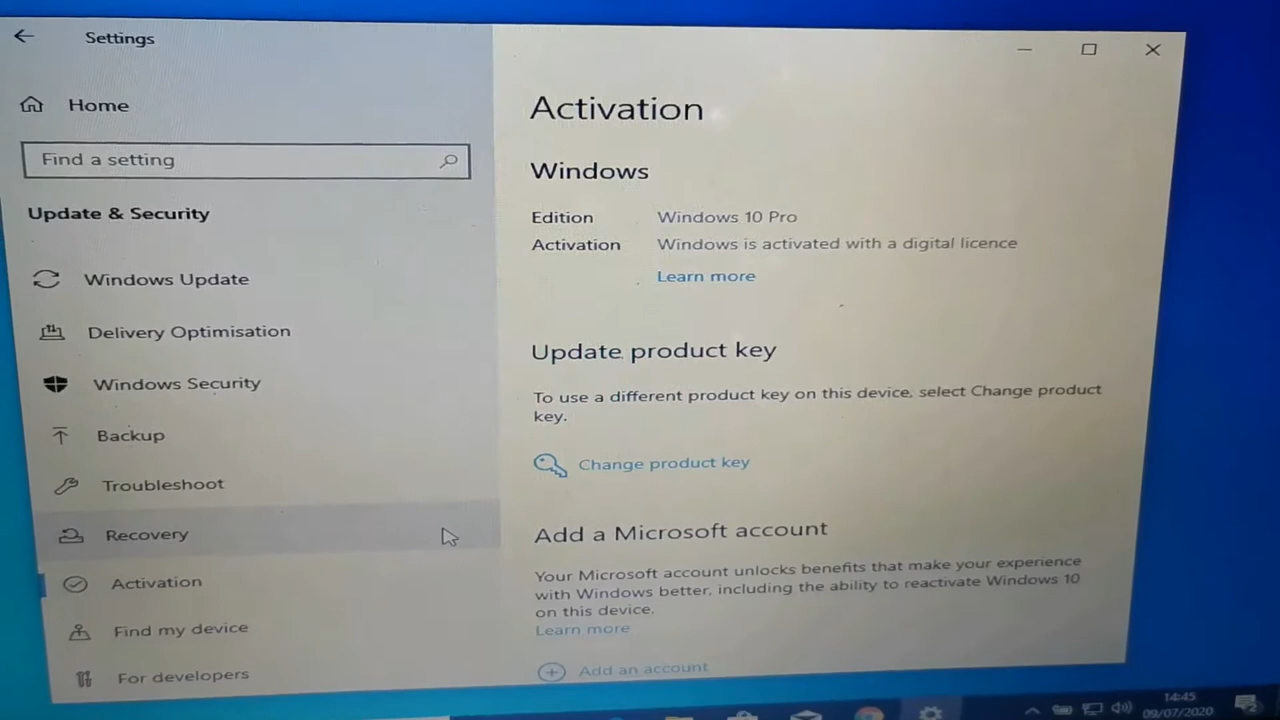 Settings
Home
Find a setting
Update & Security
Windows Update
Delivery Optimisation
Windows Security
Backup
Troubleshoot
Recovery
Activation
Find my device
For developers
Activation
Windows
Edition Windows 10 Pro
Activation Windows is activated with a digital licence
Learn more
Update product key
To use a different product key on this device, select Change product
key.
Change product key
Add a Microsoft account
Your Microsoft account unlocks benefits that make your experience
with Windows better, including the ability to reactivate Windows 10
on this device.
Learn more
Add an account
14:45
09/07/2020